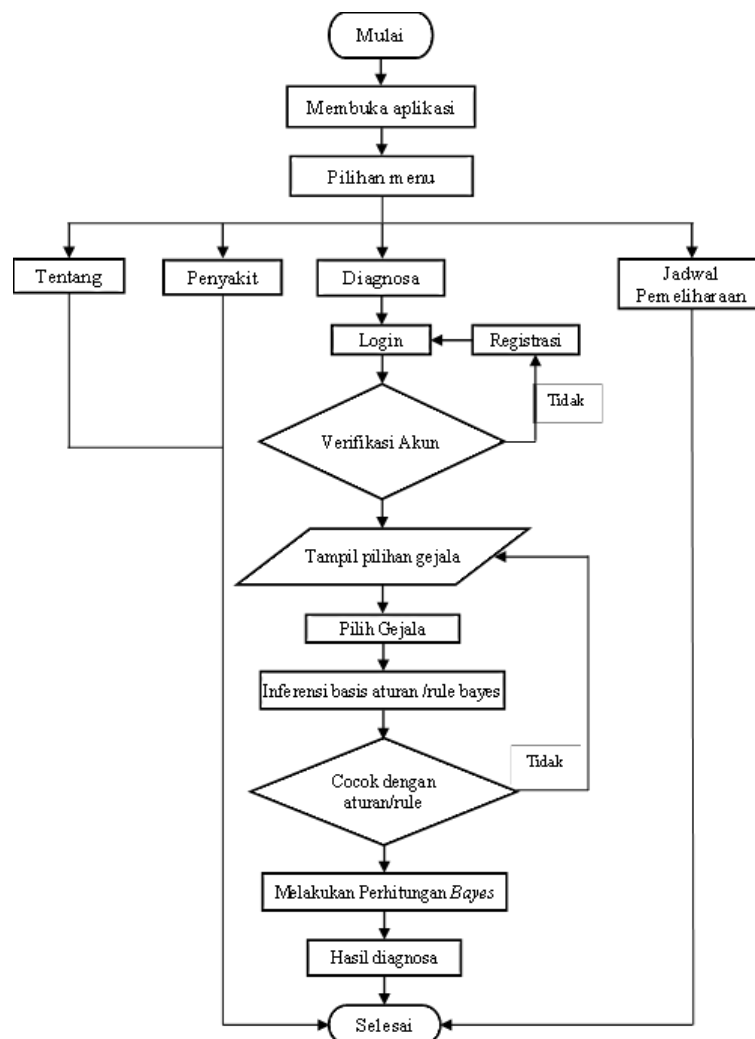 Mulai
Membuka aplikasi
Pilihan menu
Tentang
Penyakit
Diagnosa
Jadwal
Pemeliharaan
Login
Registrasi
Tidak
Verifikasi Akun
Tampil pilihan gejala
Pilih Gejala
Inferensi basis aturan /rule bayes
Tidak
Cocok dengan
aturan/rule
Melakukan Perhitungan Bayes
Hasil diagnosa
Selesai